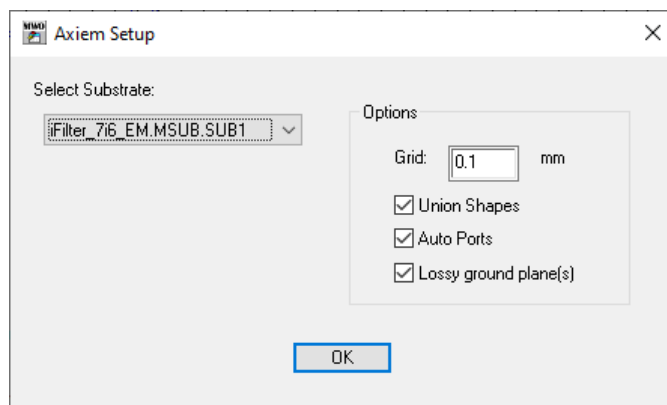 MWO Axiem Setup
Select Substrate:
iFilter_7i6_EM.MSUB.SUB1
Options
Grid: 0.1 mm
Union Shapes
Auto Ports
Lossy ground plane(s)
OK